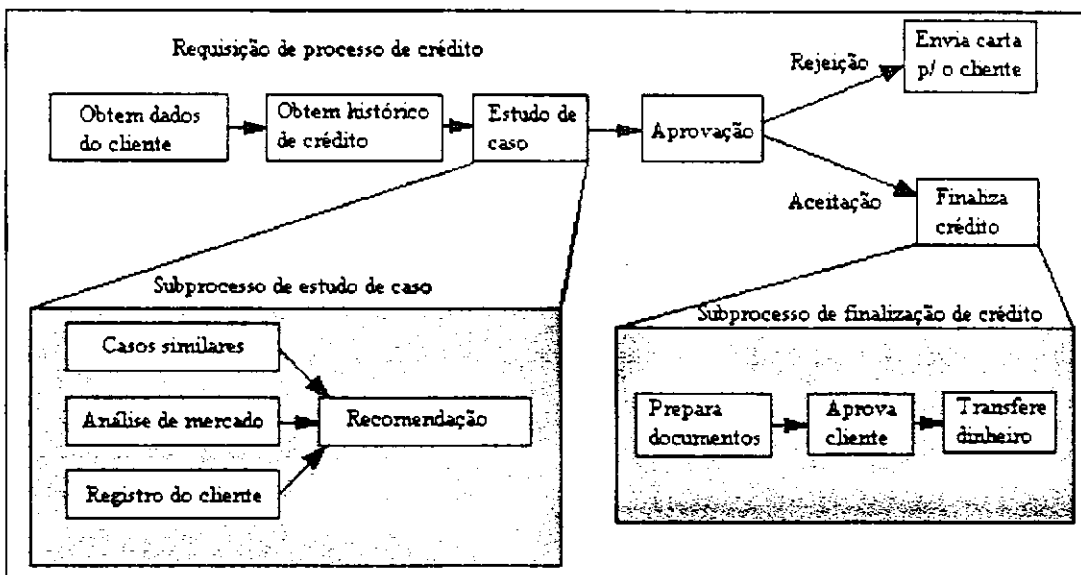 Requisição de processo de crédito
Obtem dados
do cliente
Obtem histórico
de crédito
Estudo de
caso
Aprovação
Rejeição
Envia carta
p/ o cliente
Aceitação
Finaliza
crédito
Subprocesso de estudo de caso
Casos similares
Análise de mercado
Registro do cliente
Recomendação
Subprocesso de finalização de crédito
Prepara
documentos
Aprova
cliente
Transfere
dinheiro